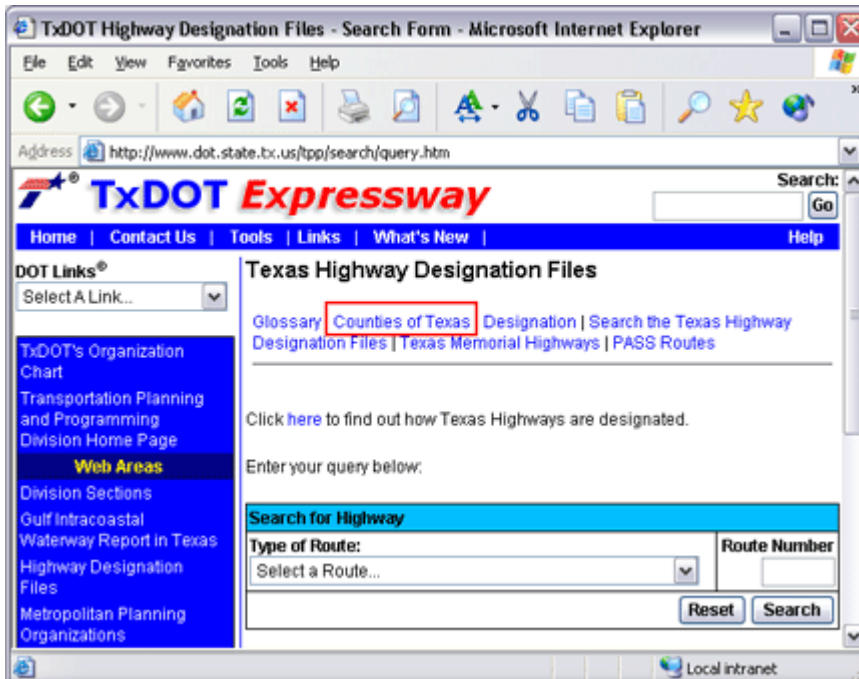 TxDOT Highway Designation Files - Search Form - Microsoft Internet Explorer
File Edit View Favorites Tools Help
Address http://www.dot.state.tx.us/tpp/search/query.htm
TxDOT Expressway
Search:
Go
Home | Contact Us | Tools | Links | What's New |
Help
DOT Links®
Select A Link...
TxDOT's Organization
Chart
Transportation Planning
and Programming
Division Home Page
Web Areas
Division Sections
Gulf Intracoastal
Waterway Report in Texas
Highway Designation
Files
Metropolitan Planning
Organizations
Texas Highway Designation Files
Glossary Counties of Texas Designation | Search the Texas Highway
Designation Files | Texas Memorial Highways | PASS Routes
Click here to find out how Texas Highways are designated.
Enter your query below:
Search for Highway
Type of Route:
Route Number
Select a Route...
Reset Search
Local intranet